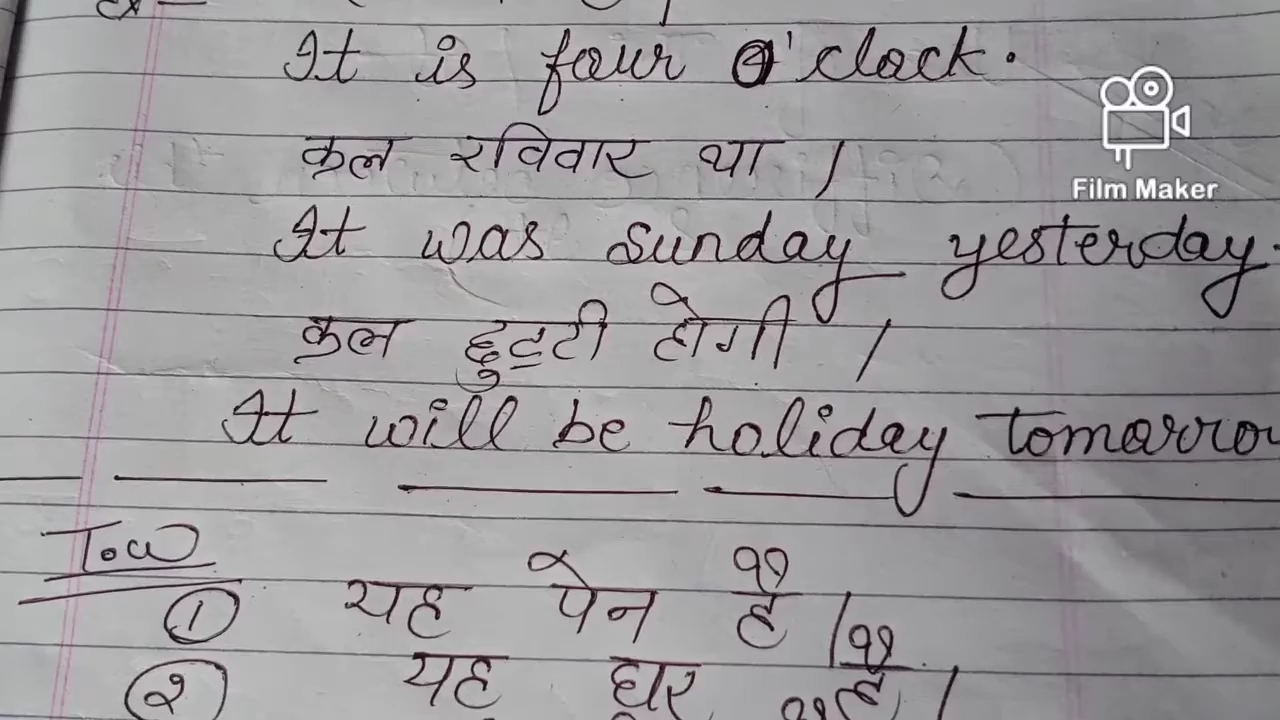 It is four O'clock.
कल रविवार था |
It was sunday yesterday.
कल छुट्टी होगी |
It will be holiday tomarro
T.W
① यह पेन है |
② यह घर है |
Film Maker